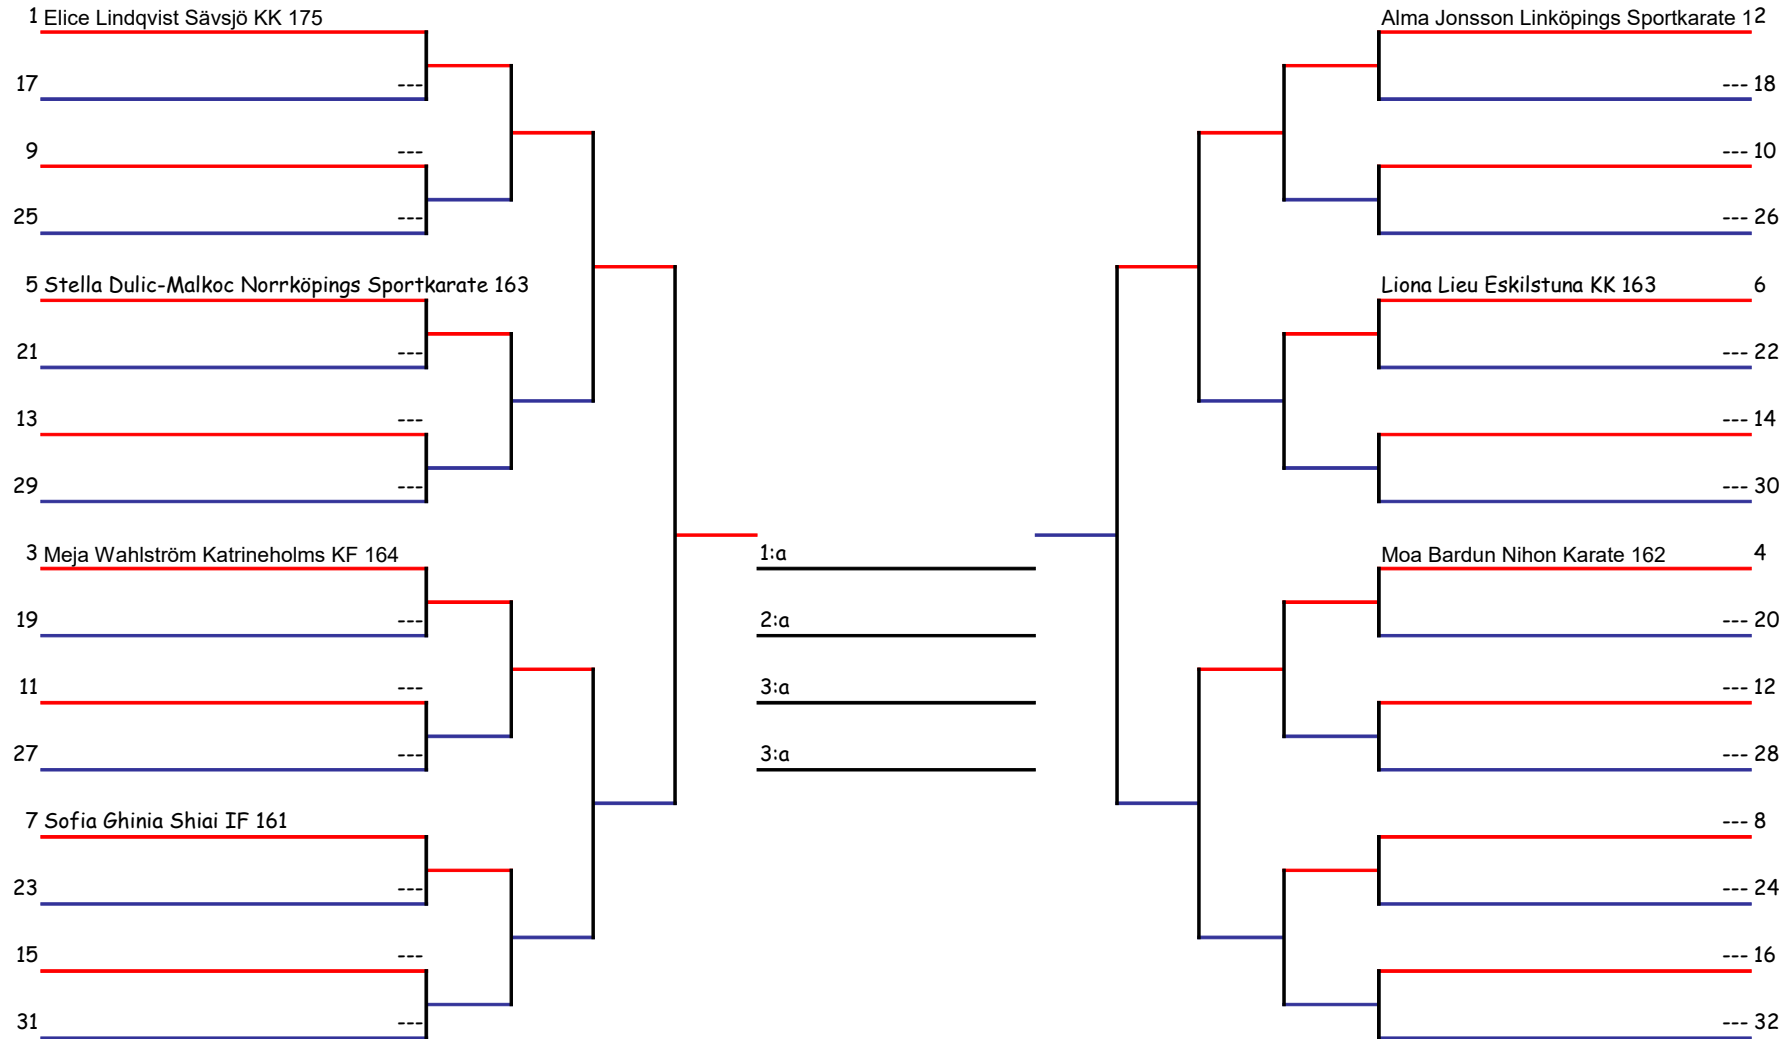 1 Elice Lindqvist Sävsjö KK 175
17 ---
9 ---
25 ---
5 Stella Dulic-Malkoc Norrköpings Sportkarate 163
21 ---
13 ---
29 ---
3 Meja Wahlström Katrineholms KF 164
19 ---
11 ---
27 ---
7 Sofia Ghinia Shiai IF 161
23 ---
15 ---
31 ---
1:a
2:a
3:a
3:a
Alma Jonsson Linköpings Sportkarate 1 2
--- 18
--- 10
--- 26
Liona Lieu Eskilstuna KK 163 6
--- 22
--- 14
--- 30
Moa Bardun Nihon Karate 162 4
--- 20
--- 12
--- 28
--- 8
--- 24
--- 16
--- 32